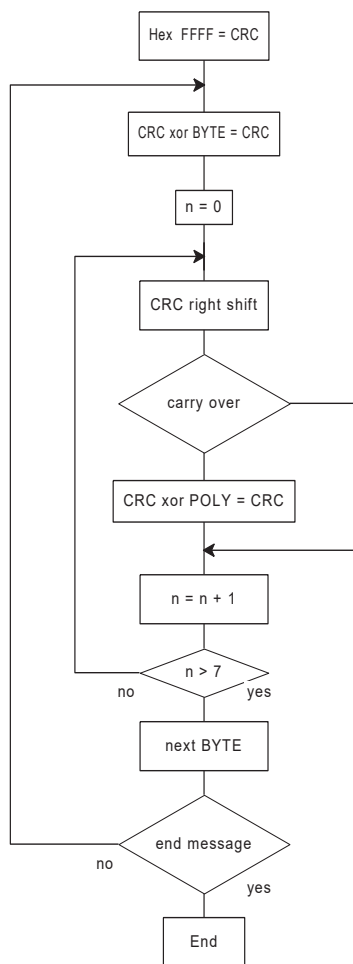 Hex FFFF = CRC
CRC xor BYTE = CRC
n = 0
CRC right shift
carry over
CRC xor POLY = CRC
n = n + 1
n > 7
no
yes
next BYTE
end message
no
yes
End